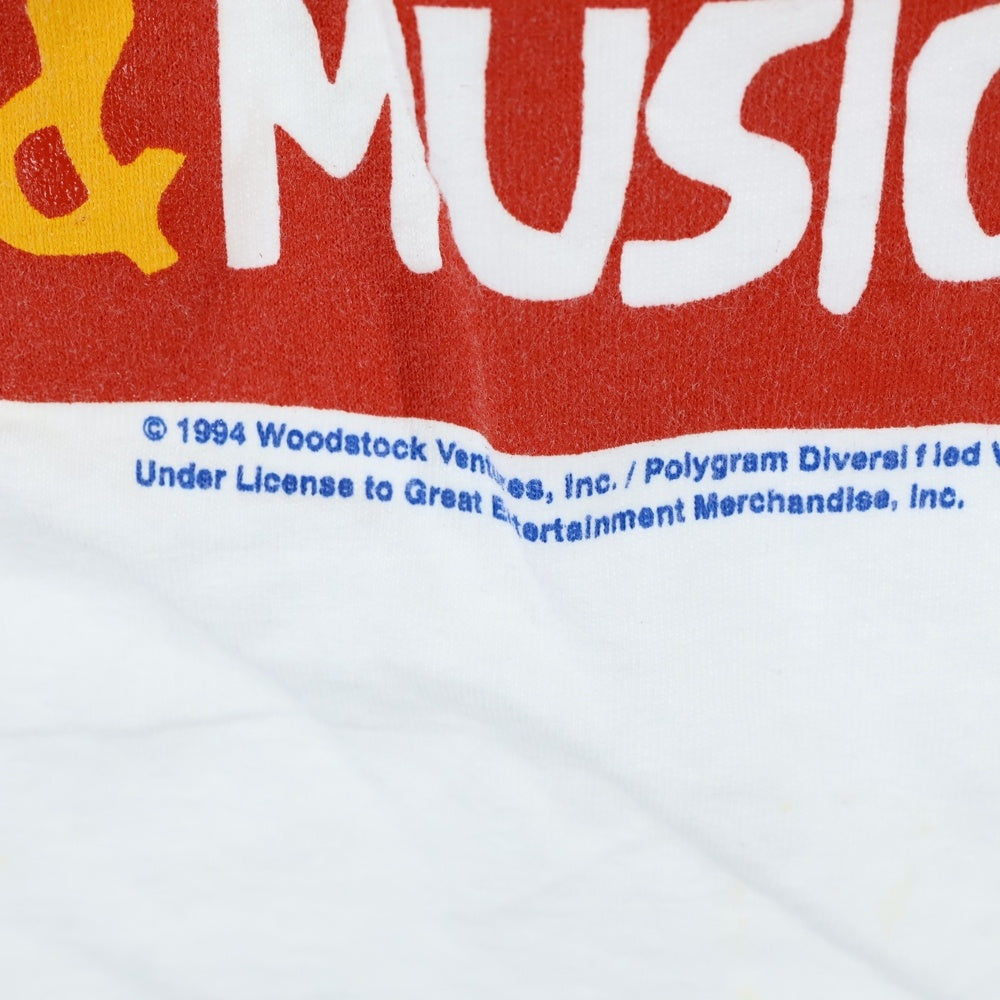 & MUSIC
© 1994 Woodstock Ventures, Inc. / Polygram Diversified
Under License to Great Entertainment Merchandise, Inc.